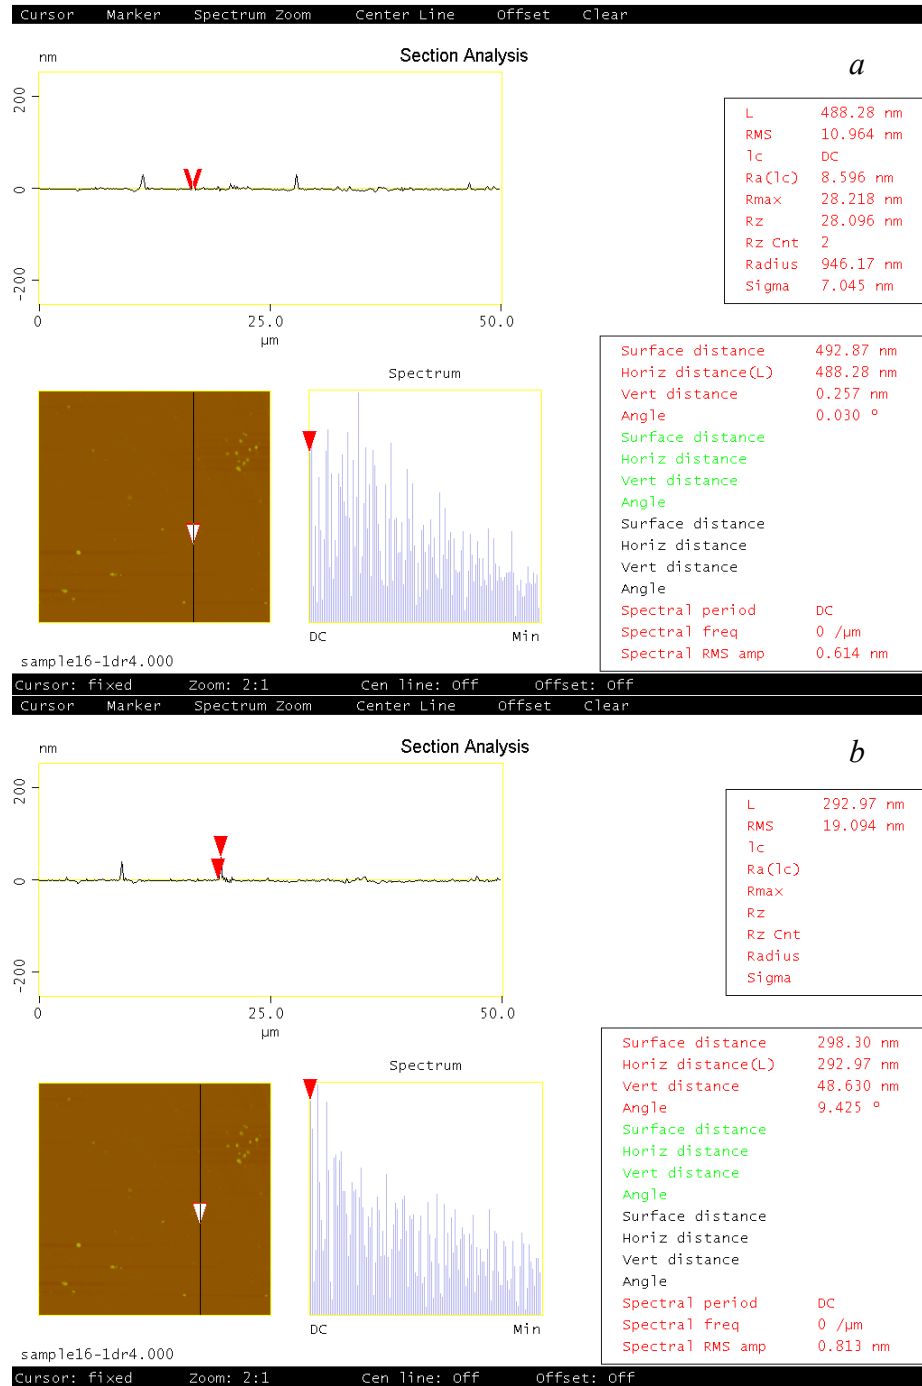 Cursor Marker Spectrum Zoom Center Line Offset Clear
nm Section Analysis a
200
0
-200
0 25.0 50.0
µm
L 488.28 nm
RMS 10.964 nm
lc DC
Ra(lc) 8.596 nm
Rmax 28.218 nm
Rz 28.096 nm
Rz Cnt 2
Radius 946.17 nm
Sigma 7.045 nm
Spectrum
DC Min
Surface distance 492.87 nm
Horiz distance(L) 488.28 nm
Vert distance 0.257 nm
Angle 0.030 º
Surface distance
Horiz distance
Vert distance
Angle
Surface distance
Horiz distance
Vert distance
Angle
Spectral period DC
Spectral freq 0 /µm
Spectral RMS amp 0.614 nm
sample16-1dr4.000
Cursor: fixed Zoom: 2:1 Cen line: Off Offset: Off
Cursor Marker Spectrum Zoom Center Line Offset Clear
nm Section Analysis b
200
0
-200
0 25.0 50.0
µm
L 292.97 nm
RMS 19.094 nm
lc
Ra(lc)
Rmax
Rz
Rz Cnt
Radius
Sigma
Spectrum
DC Min
Surface distance 298.30 nm
Horiz distance(L) 292.97 nm
Vert distance 48.630 nm
Angle 9.425 º
Surface distance
Horiz distance
Vert distance
Angle
Surface distance
Horiz distance
Vert distance
Angle
Spectral period DC
Spectral freq 0 /µm
Spectral RMS amp 0.813 nm
sample16-1dr4.000
Cursor: fixed Zoom: 2:1 Cen line: Off Offset: Off